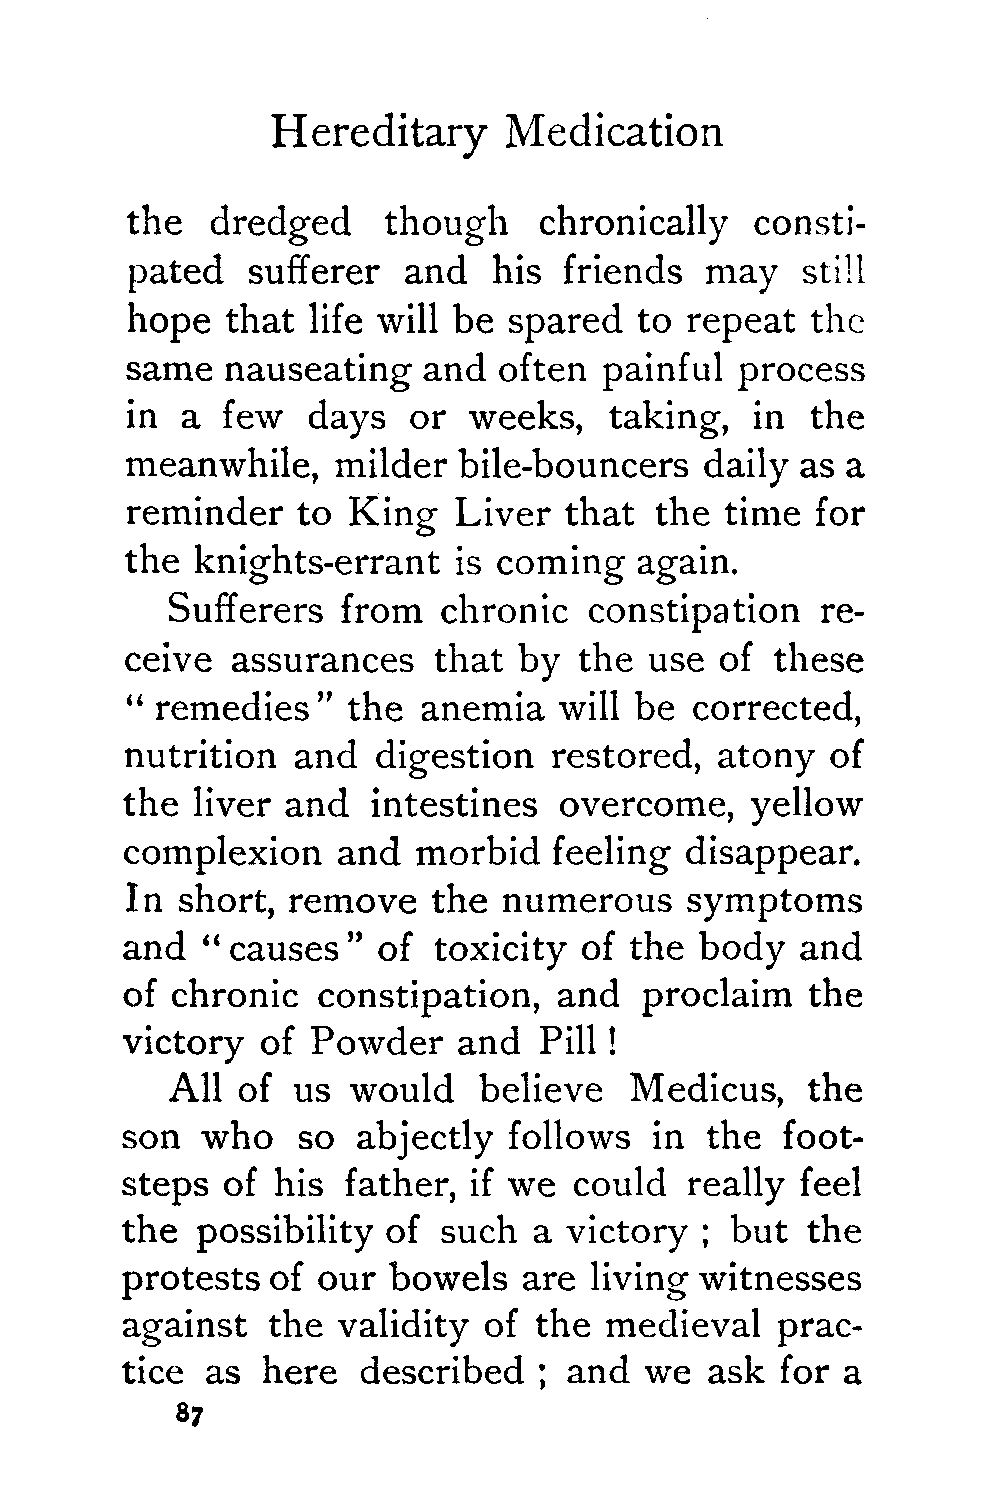 Hereditary Medication
the dredged though chronically consti-
pated sufferer and his friends may still
hope that life will be spared to repeat the
same nauseating and often painful process
in a few days or weeks, taking, in the
meanwhile, milder bile-bouncers daily as a
reminder to King Liver that the time for
the knights-errant is coming again.
Sufferers from chronic constipation re-
ceive assurances that by the use of these
“ remedies ” the anemia will be corrected,
nutrition and digestion restored, atony of
the liver and intestines overcome, yellow
complexion and morbid feeling disappear.
In short, remove the numerous symptoms
and “ causes ” of toxicity of the body and
of chronic constipation, and proclaim the
victory of Powder and Pill !
All of us would believe Medicus, the
son who so abjectly follows in the foot-
steps of his father, if we could really feel
the possibility of such a victory ; but the
protests of our bowels are living witnesses
against the validity of the medieval prac-
tice as here described ; and we ask for a
87